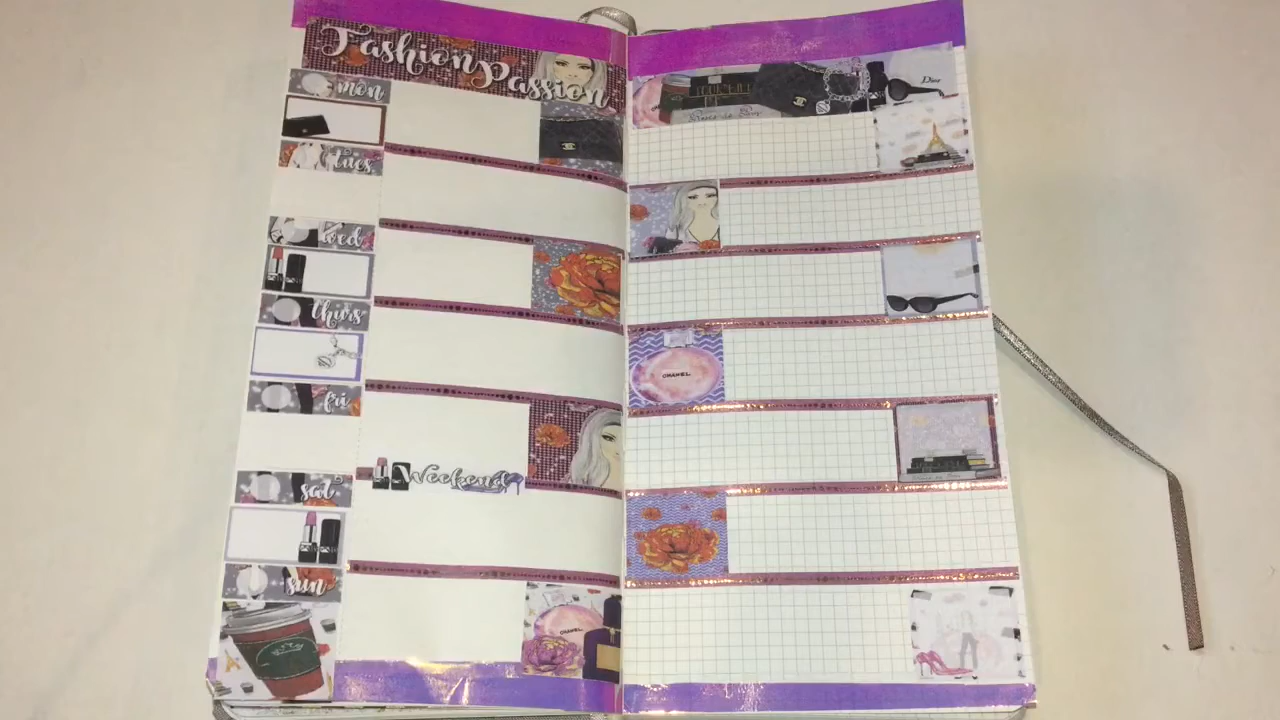 Fashion Passion
Dior
mon
tues
wed
thurs
CHANEL
fri
Weekend
sat
sun
CHANEL